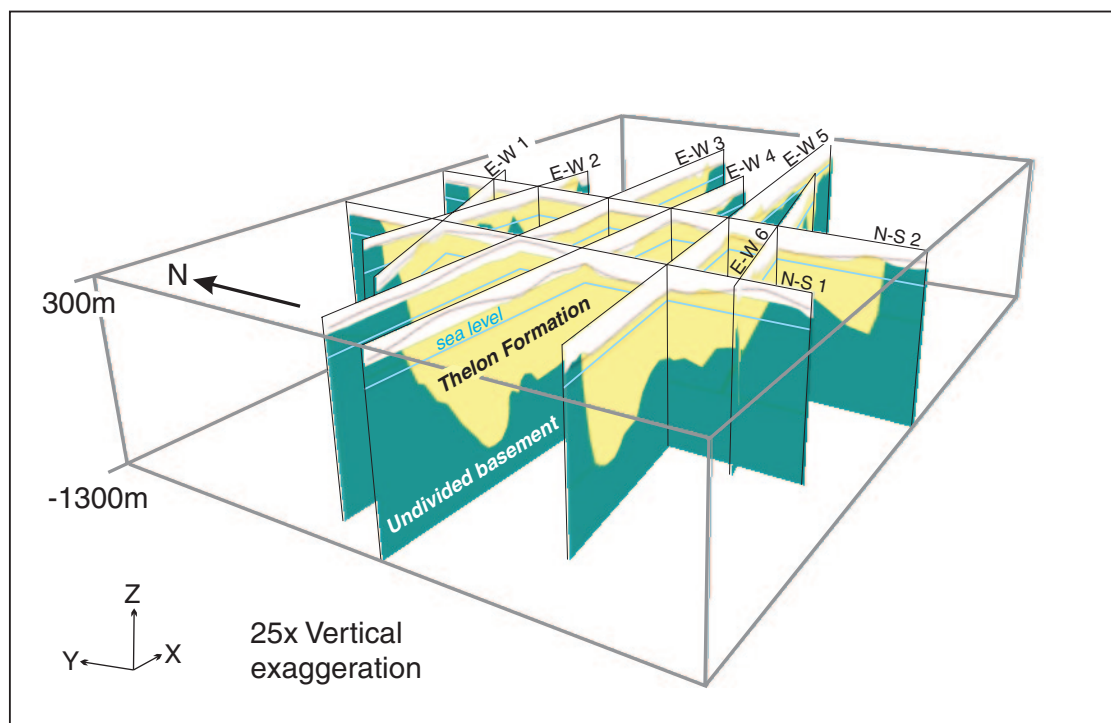 E-W 1
E-W 2
E-W 3
E-W 4
E-W 5
E-W 6
N-S 2
N-S 1
N
300m
sea level
Thelon Formation
Undivided basement
-1300m
Z
Y
X
25x Vertical
exaggeration